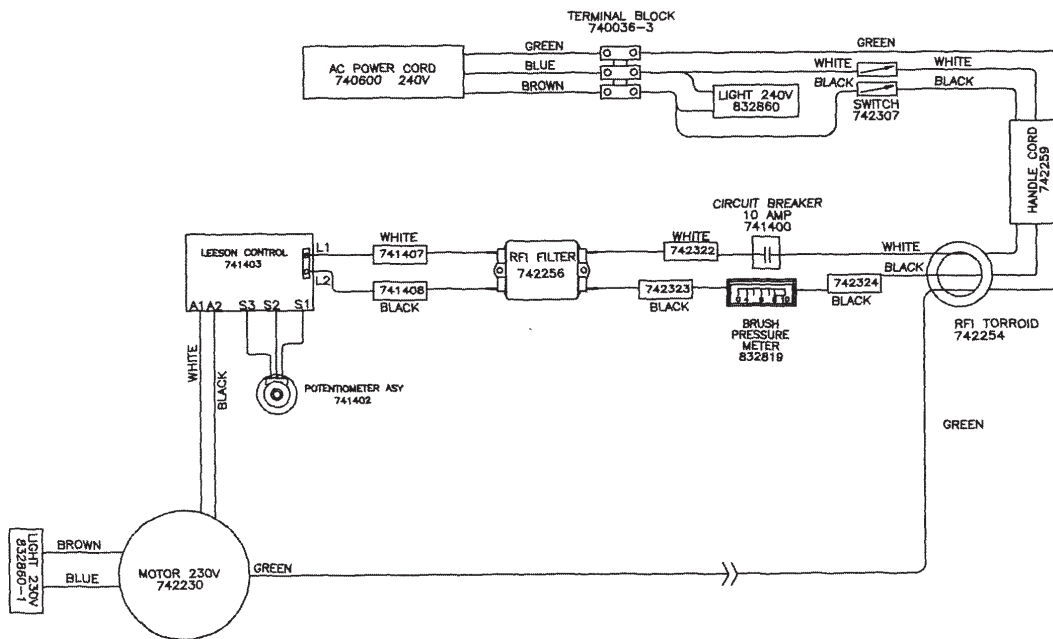 TERMINAL BLOCK
740036-3
GREEN
GREEN
AC POWER CORD
740600 240V
BLUE
WHITE
WHITE
BROWN
LIGHT 240V
832860
BLACK
BLACK
SWITCH
742307
HANDLE CORD
742259
CIRCUIT BREAKER
10 AMP
741400
LEESON CONTROL
741403
L1
L2
WHITE
741407
741408
BLACK
RFI FILTER
742256
WHITE
742322
742323
BLACK
WHITE
BLACK
742324
BLACK
BRUSH
PRESSURE
METER
832819
RFI TORROID
742254
A1 A2 S3 S2 S1
WHITE
BLACK
POTENTIOMETER ASY
741402
GREEN
LIGHT 230V
832860-1
BROWN
BLUE
MOTOR 230V
742230
GREEN